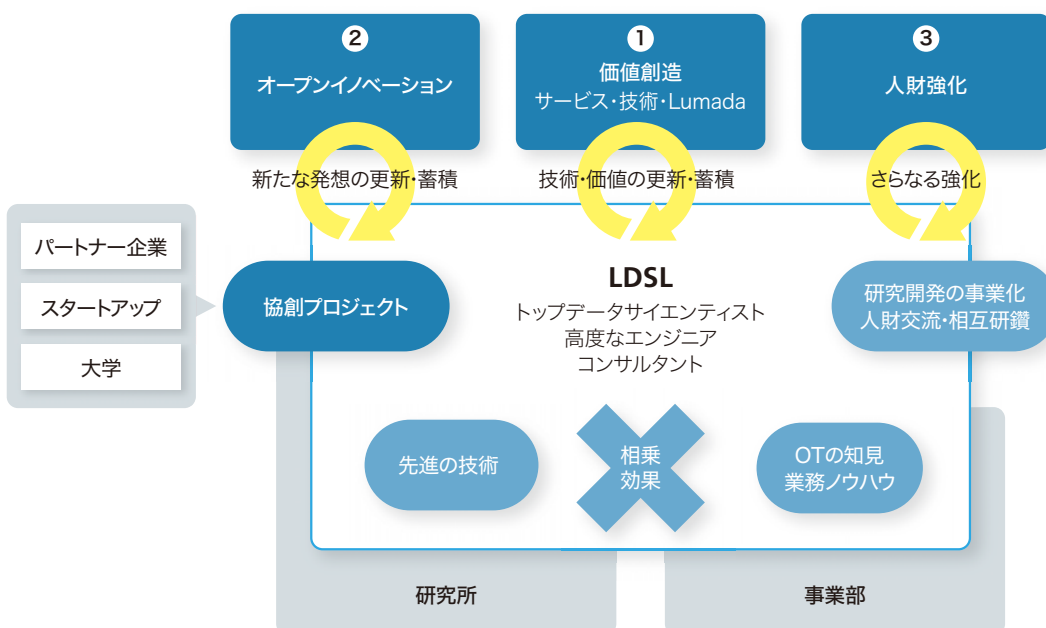 ②
オープンイノベーション
①
価値創造
サービス・技術・Lumada
③
人財強化
新たな発想の更新・蓄積
技術・価値の更新・蓄積
さらなる強化
パートナー企業
スタートアップ
大学
協創プロジェクト
LDSL
トップデータサイエンティスト
高度なエンジニア
コンサルタント
研究開発の事業化
人財交流・相互研鑽
先進の技術
相乗
効果
OTの知見
業務ノウハウ
研究所
事業部